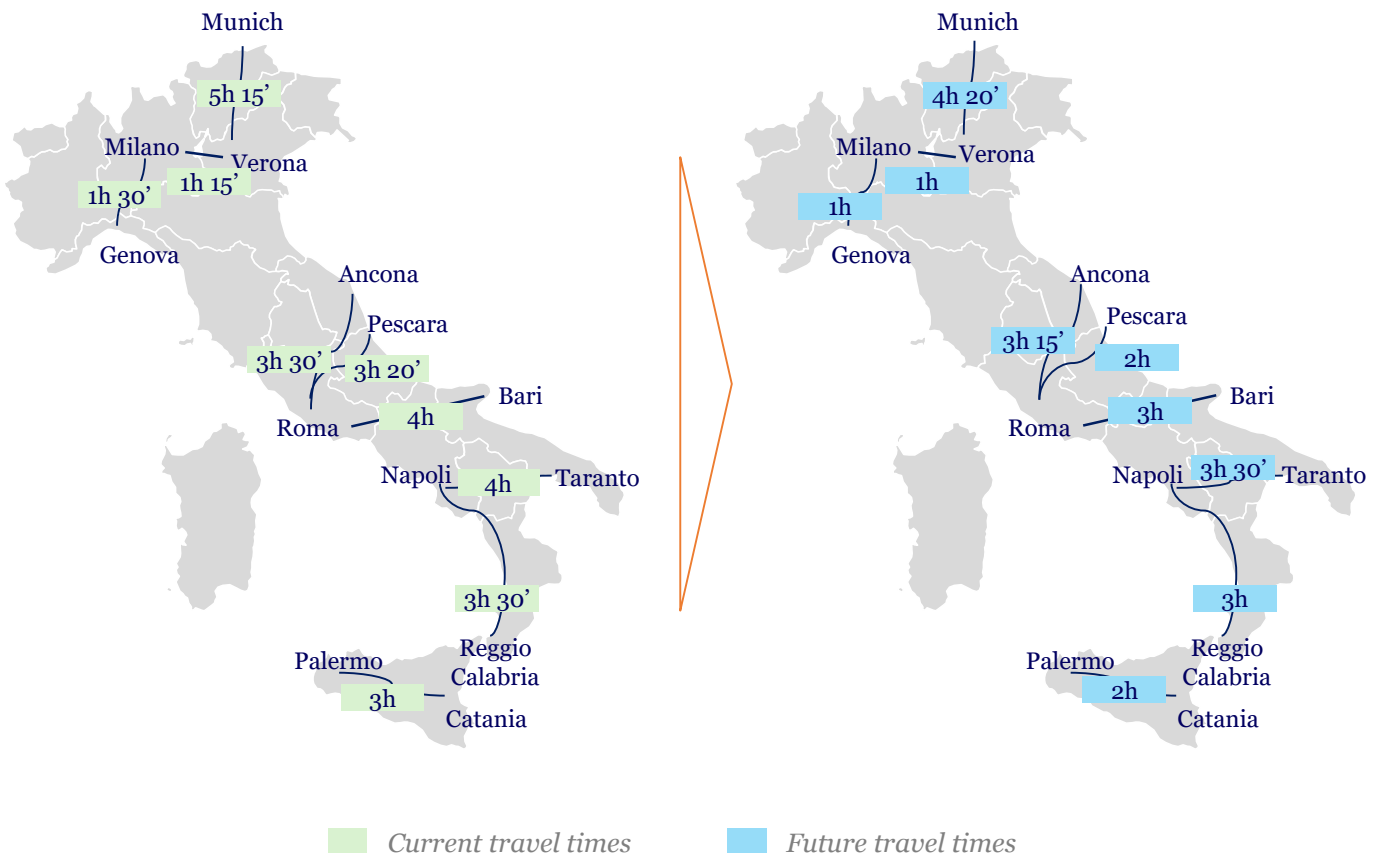 Munich
5h 15’
Milano
Verona
1h 15’
1h 30’
Genova
Ancona
Pescara
3h 30’
3h 20’
Bari
4h
Roma
Napoli
4h
Taranto
3h 30’
Reggio
Calabria
Palermo
3h
Catania
Munich
4h 20’
Milano
Verona
1h
1h
Genova
Ancona
Pescara
3h 15’
2h
Bari
3h
Roma
Napoli
3h 30’
Taranto
3h
Reggio
Calabria
Palermo
2h
Catania
Current travel times
Future travel times